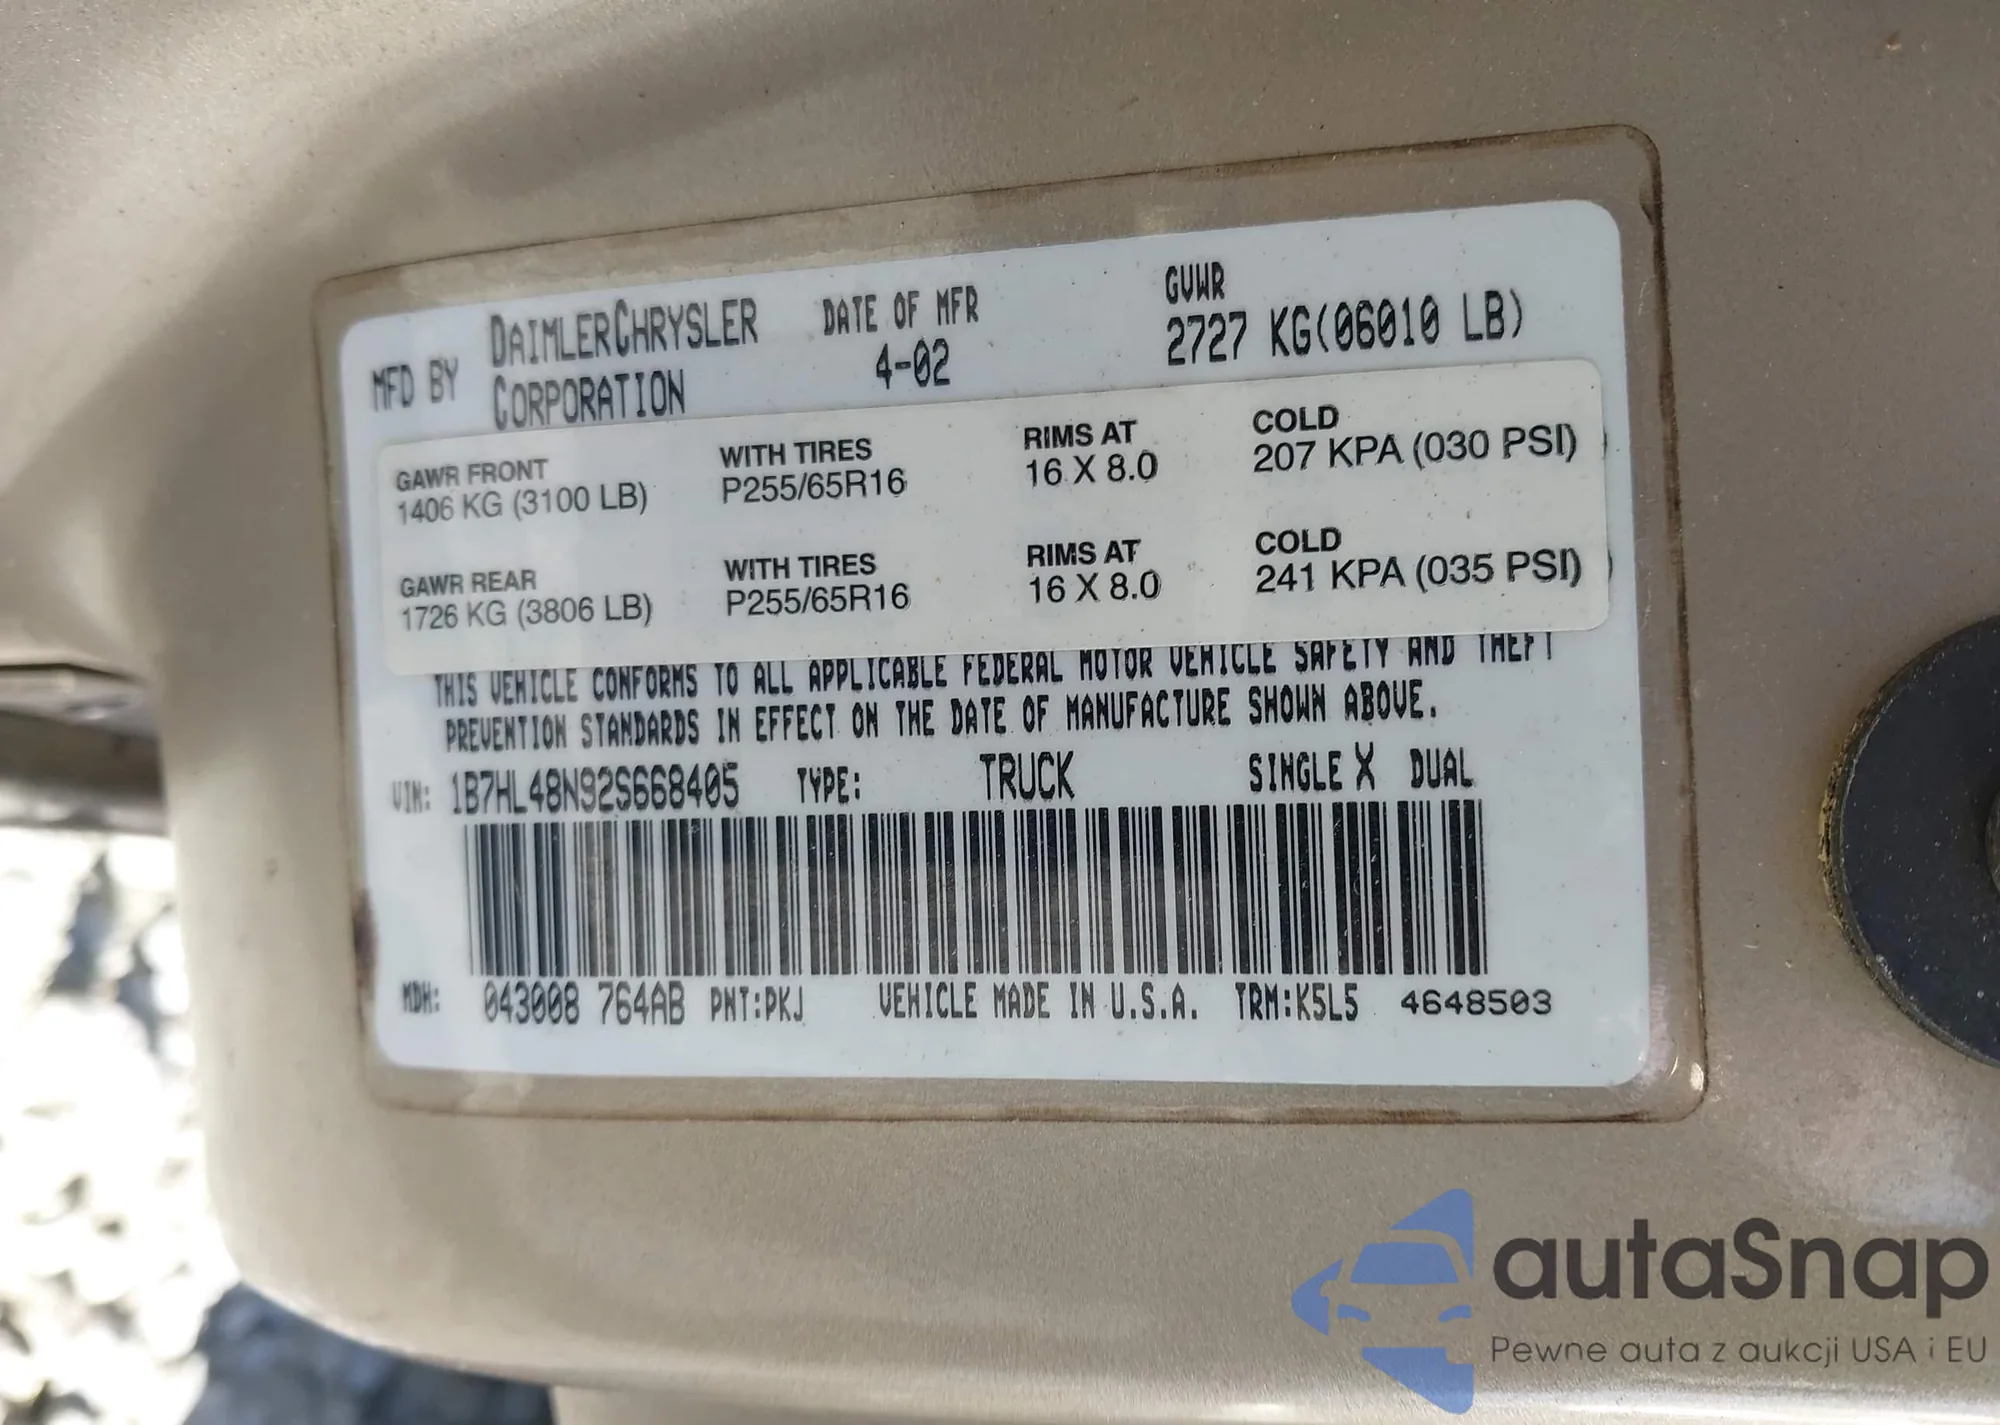 MFD BY DAIMLERCHRYSLER CORPORATION
DATE OF MFR
4-02
GVWR
2727 KG(06010 LB)
GAWR FRONT WITH TIRES RIMS AT COLD
1406 KG (3100 LB) P255/65R16 16 X 8.0 207 KPA (030 PSI)
GAWR REAR WITH TIRES RIMS AT COLD
1726 KG (3806 LB) P255/65R16 16 X 8.0 241 KPA (035 PSI)
THIS VEHICLE CONFORMS TO ALL APPLICABLE FEDERAL MOTOR VEHICLE SAFETY AND THEFT
PREVENTION STANDARDS IN EFFECT ON THE DATE OF MANUFACTURE SHOWN ABOVE.
VIN: 1B7HL48N92S668405 TYPE: TRUCK SINGLE X DUAL
MDH: 043008 764AB PNT:PKJ VEHICLE MADE IN U.S.A. TRM:K5L5 4648503
autaSnap
Pewne auta z aukcji USA i EU